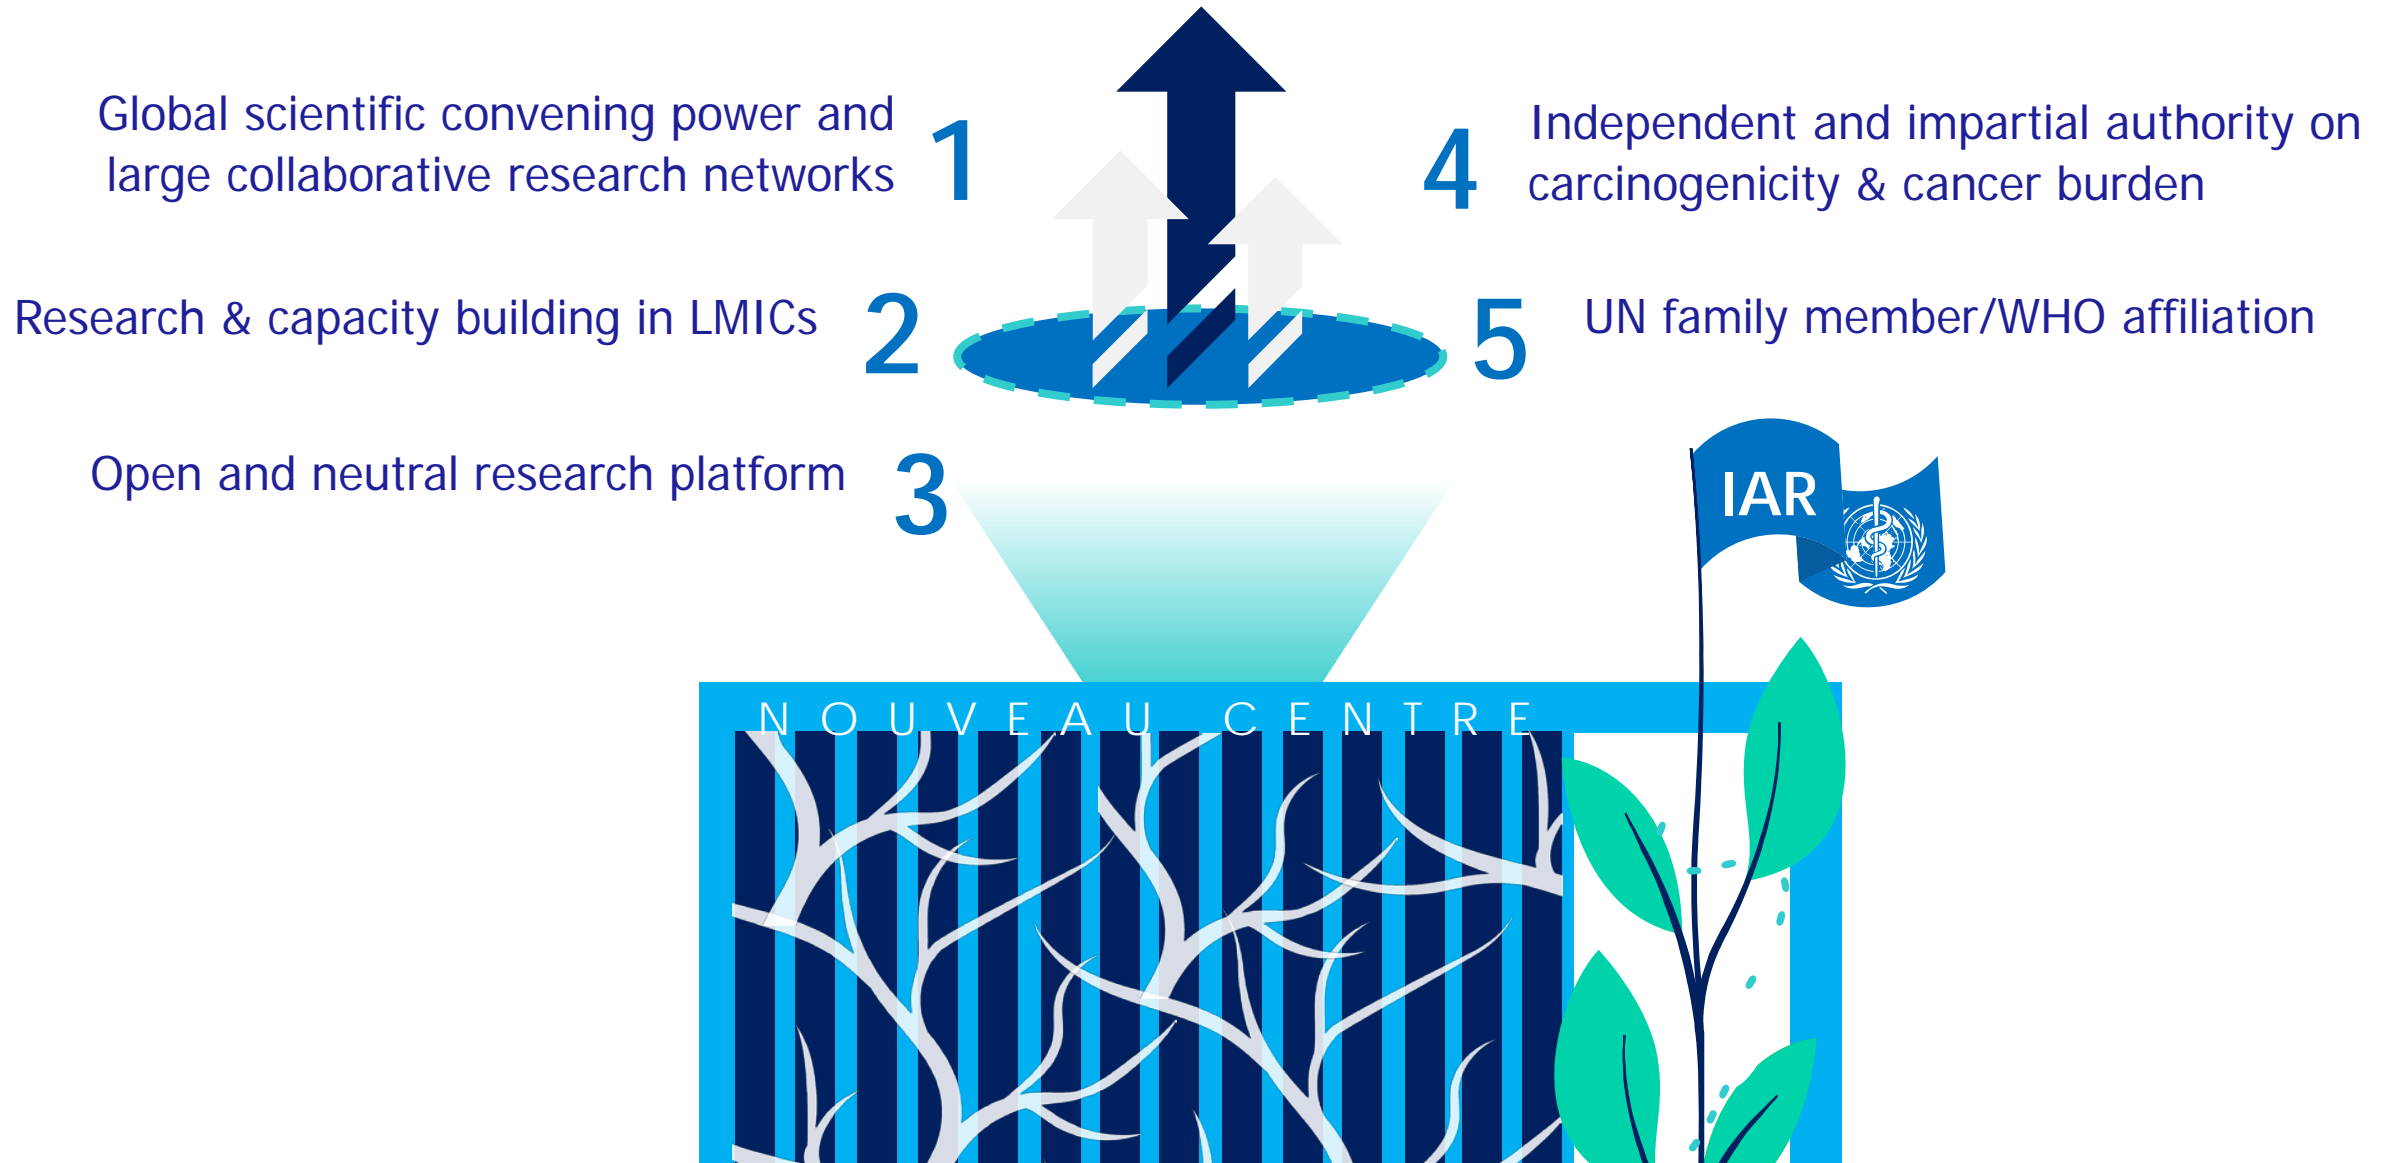 Global scientific convening power and
large collaborative research networks
1
Research & capacity building in LMICs
2
Open and neutral research platform
3
4
Independent and impartial authority on
carcinogenicity & cancer burden
5
UN family member/WHO affiliation
IAR
NOUVEAU CENTRE